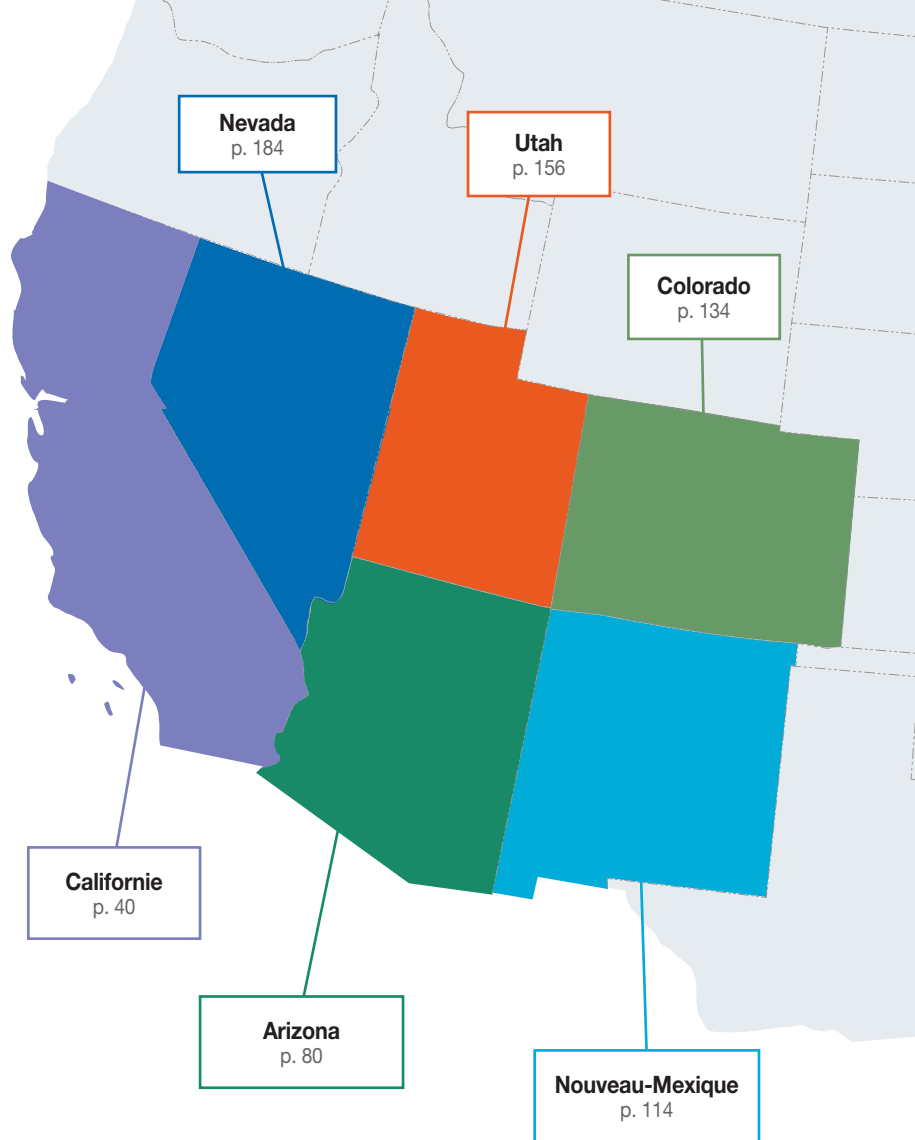 Nevada
p. 184
Utah
p. 156
Colorado
p. 134
Californie
p. 40
Arizona
p. 80
Nouveau-Mexique
p. 114